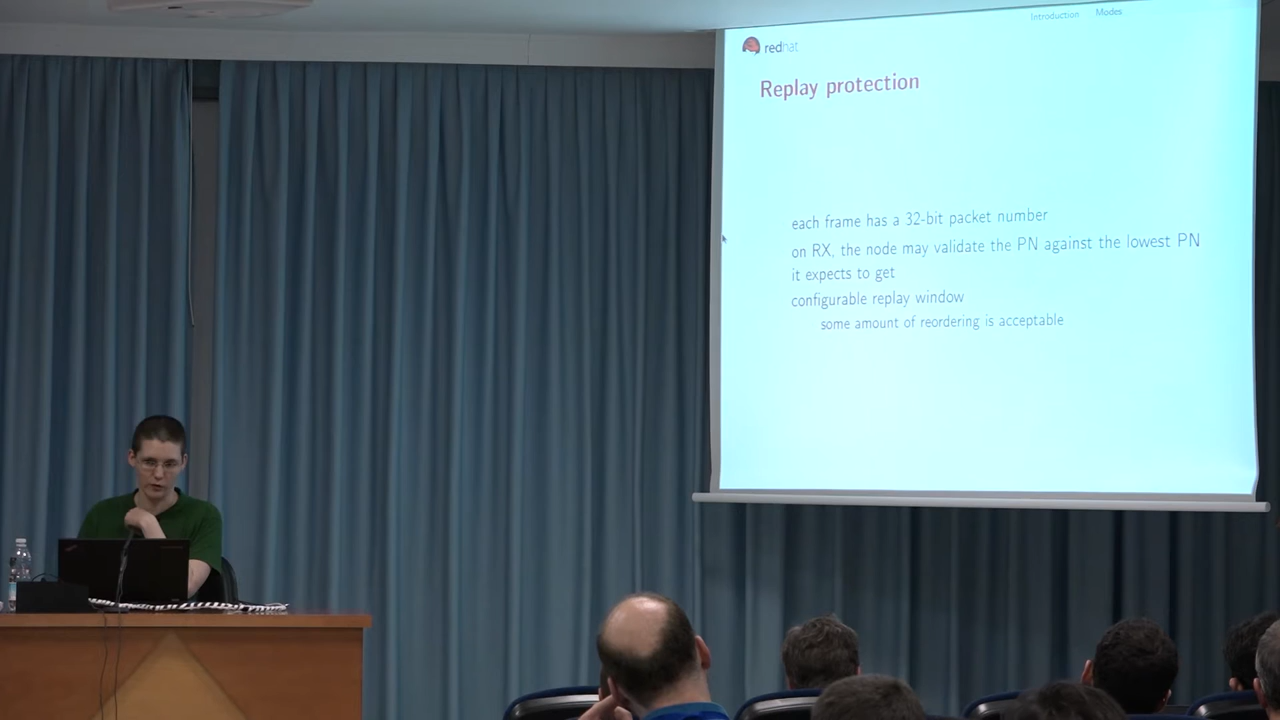 Introduction Modes
redhat
Replay protection
each frame has a 32-bit packet number
on RX, the node may validate the PN against the lowest PN
it expects to get
configurable replay window
some amount of reordering is acceptable